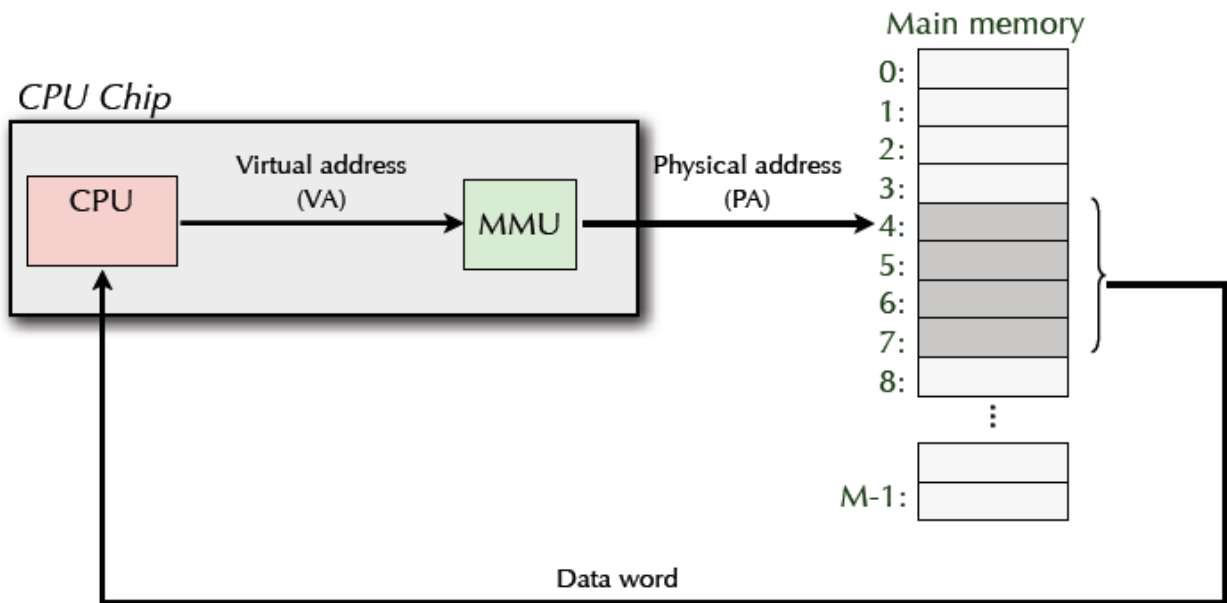 Main memory
CPU Chip
CPU
Virtual address
(VA)
MMU
Physical address
(PA)
0:
1:
2:
3:
4:
5:
6:
7:
8:
...
M-1:
Data word